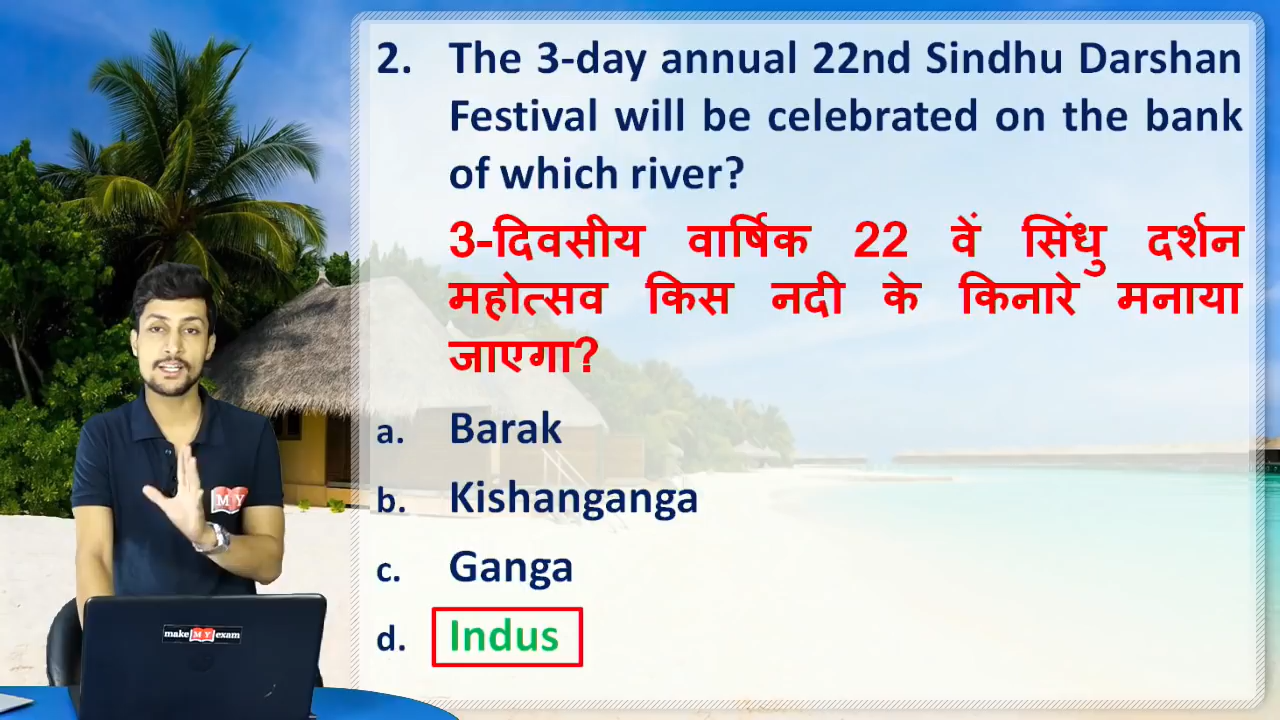 2. The 3-day annual 22nd Sindhu Darshan
Festival will be celebrated on the bank
of which river?
3-दिवसीय वार्षिक 22 वें सिंधु दर्शन
महोत्सव किस नदी के किनारे मनाया
जाएगा?
a. Barak
b. Kishanganga
c. Ganga
d. Indus
MY
make MY exam